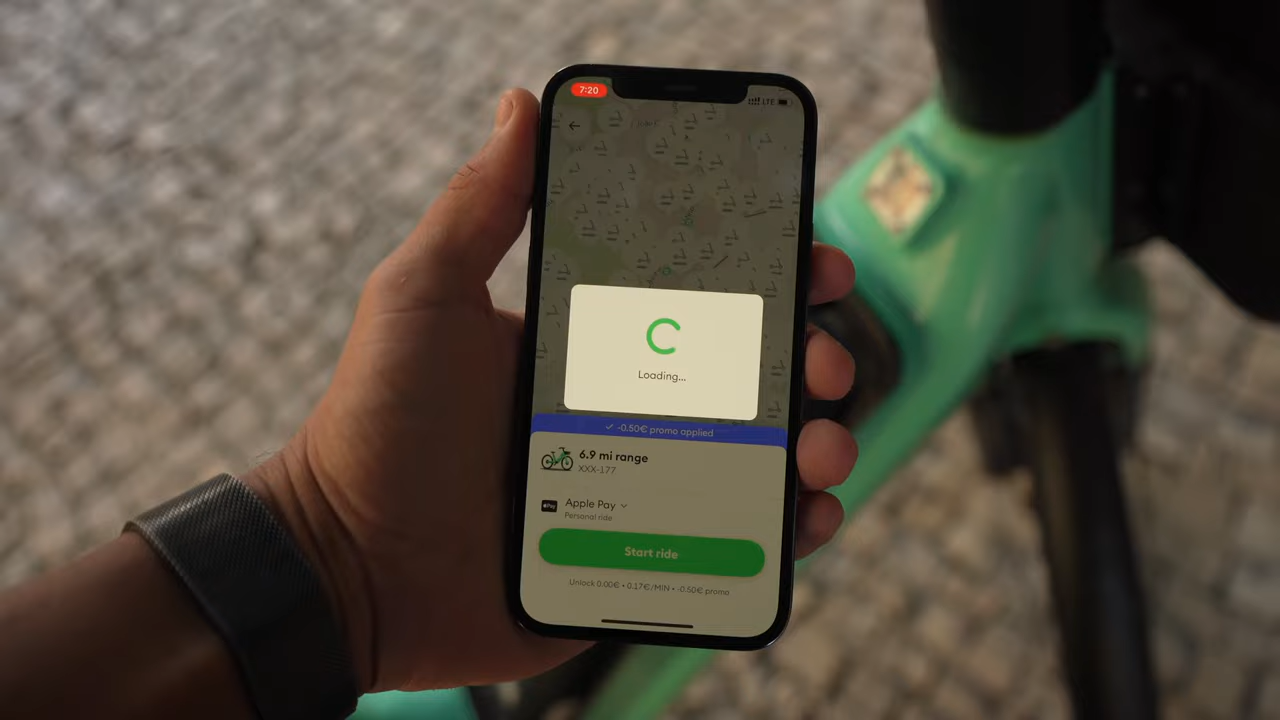 7:20
LTE
Loading...
-0.50€ promo applied
6.9 mi range
XXX-177
Pay
Apple Pay
Personal ride
Start ride
Unlock 0.00€ • 0.17€/MIN • -0.50€ promo